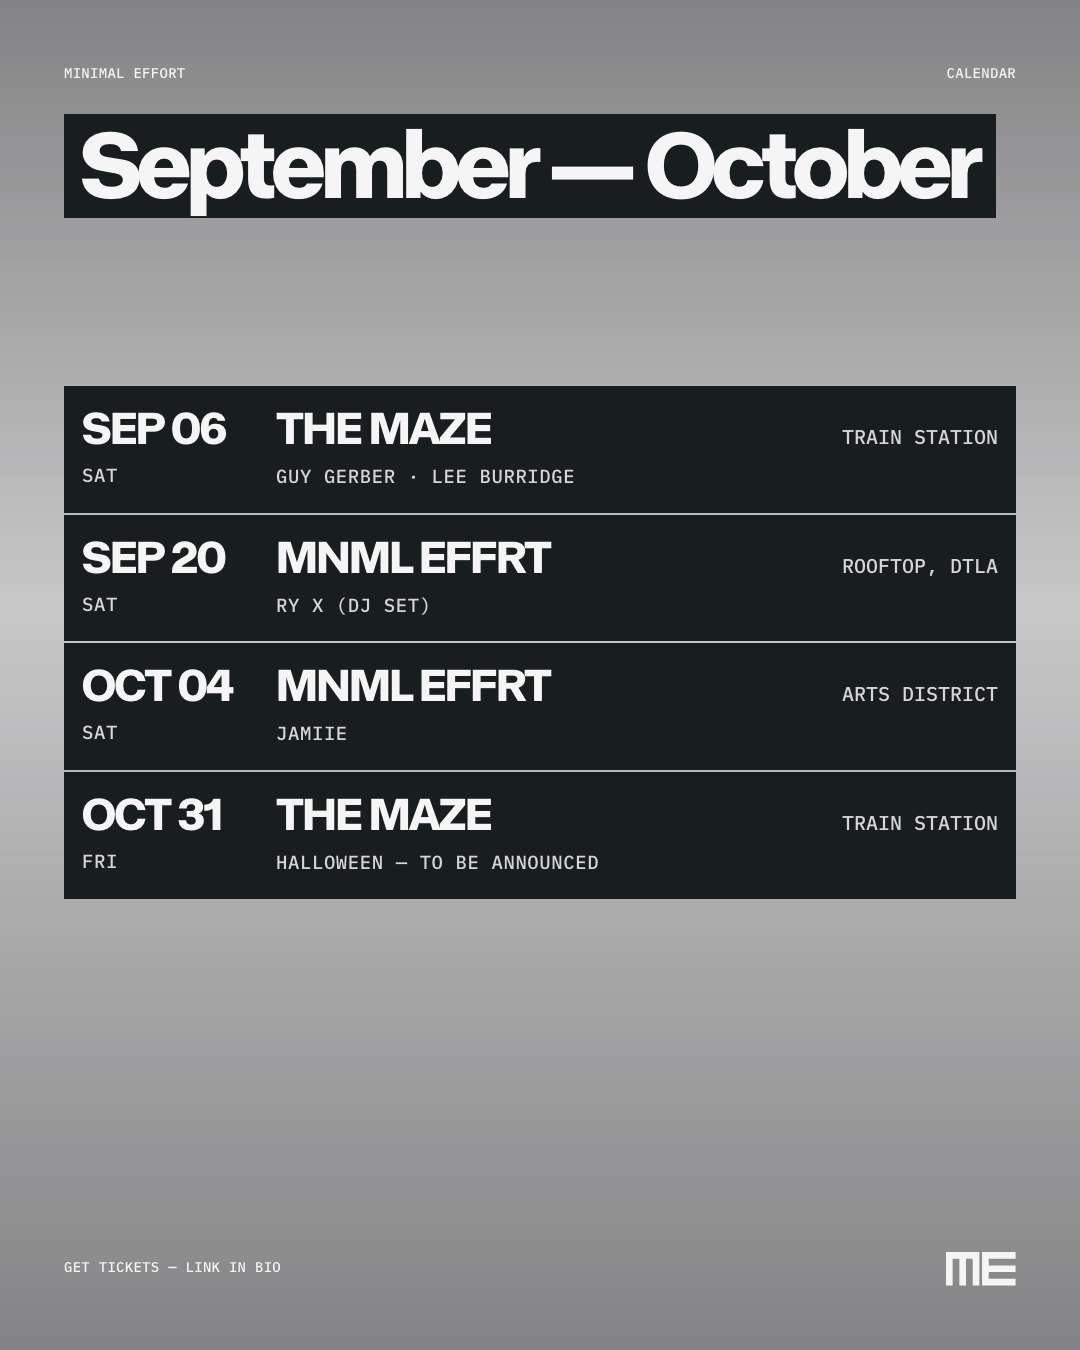 MINIMAL EFFORT
CALENDAR
September — October
SEP 06
THE MAZE
TRAIN STATION
SAT
GUY GERBER · LEE BURRIDGE
SEP 20
MNML EFFRT
ROOFTOP, DTLA
SAT
RY X (DJ SET)
OCT 04
MNML EFFRT
ARTS DISTRICT
SAT
JAMIIE
OCT 31
THE MAZE
TRAIN STATION
FRI
HALLOWEEN — TO BE ANNOUNCED
GET TICKETS — LINK IN BIO
ME